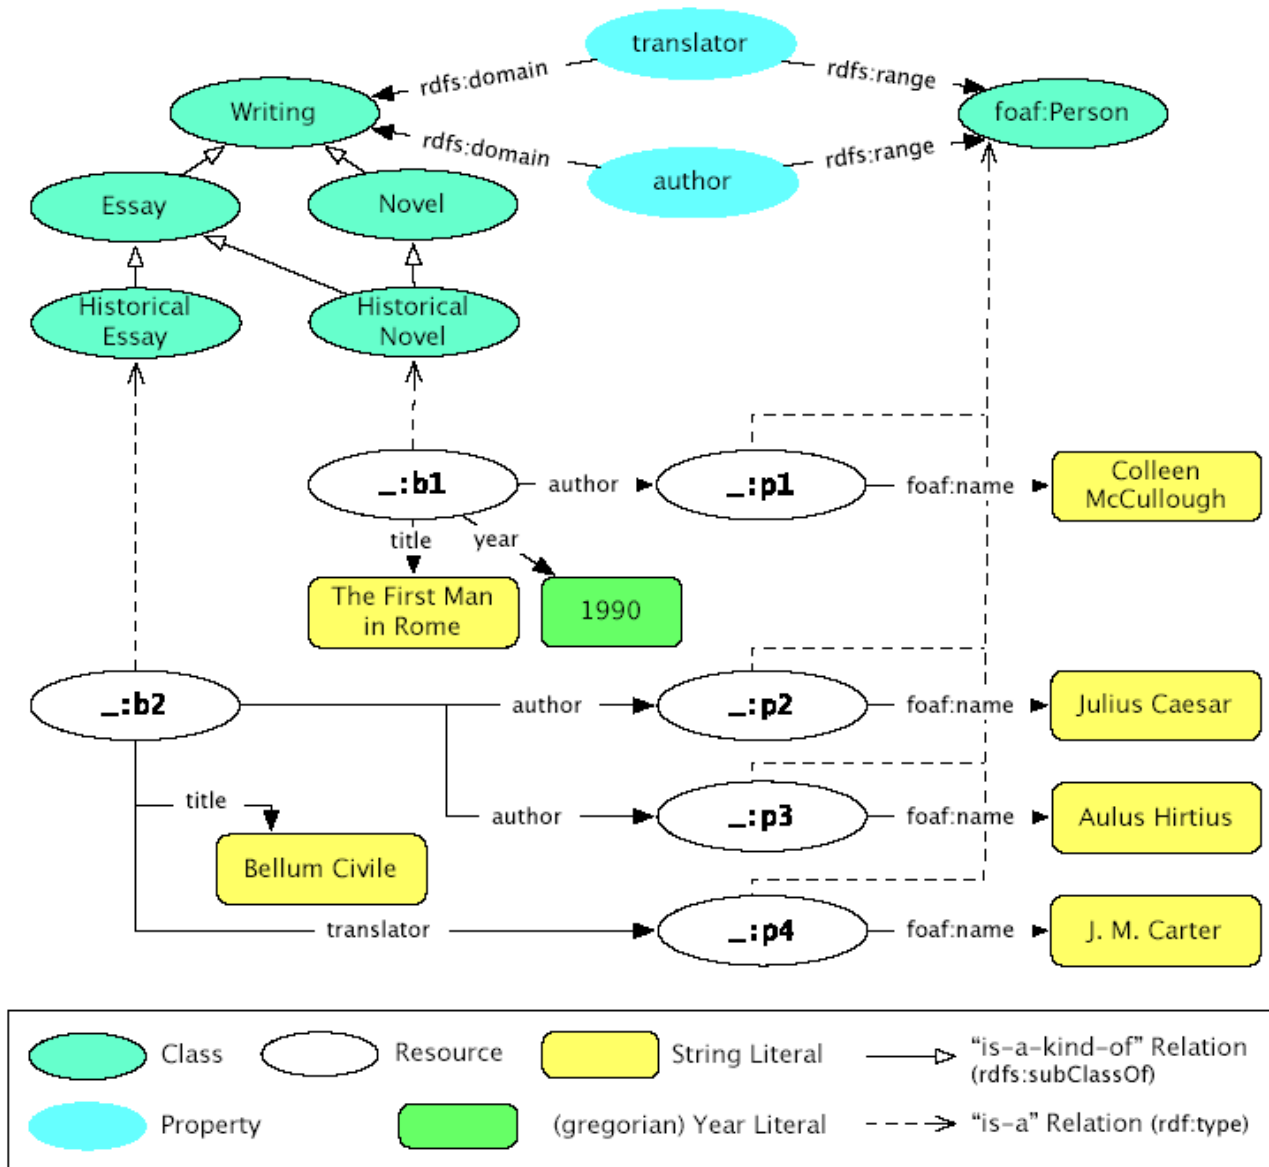 translator
rdfs:domain
rdfs:range
Writing
foaf:Person
rdfs:domain
rdfs:range
author
Essay
Novel
Historical
Essay
Historical
Novel
_:b1
author
_:p1
foaf:name
Colleen
McCullough
title
year
The First Man
in Rome
1990
_:b2
author
_:p2
foaf:name
Julius Caesar
title
author
_:p3
foaf:name
Aulus Hirtius
Bellum Civile
translator
_:p4
foaf:name
J. M. Carter
Class
Resource
String Literal
“is-a-kind-of” Relation
(rdfs:subClassOf)
Property
(gregorian) Year Literal
“is-a” Relation (rdf:type)